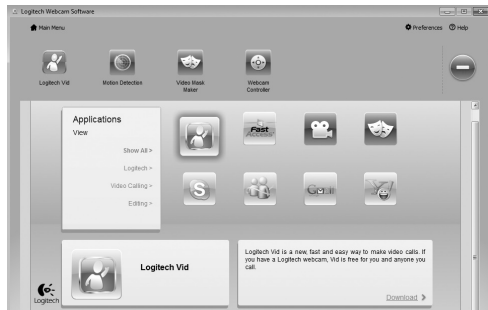 Logitech Webcam Software
Main Menu
Preferences
Help
Logitech Vid
Motion Detection
Video Mask
Maker
Webcam
Controller
Applications
View
Show All >
Logitech >
Video Calling >
Editing >
Fast
Access
S
Gmail
Y!
Logitech Vid
Logitech Vid is a new, fast and easy way to make video calls. If
you have a Logitech webcam, Vid is free for you and anyone you
call.
Download >
Logitech